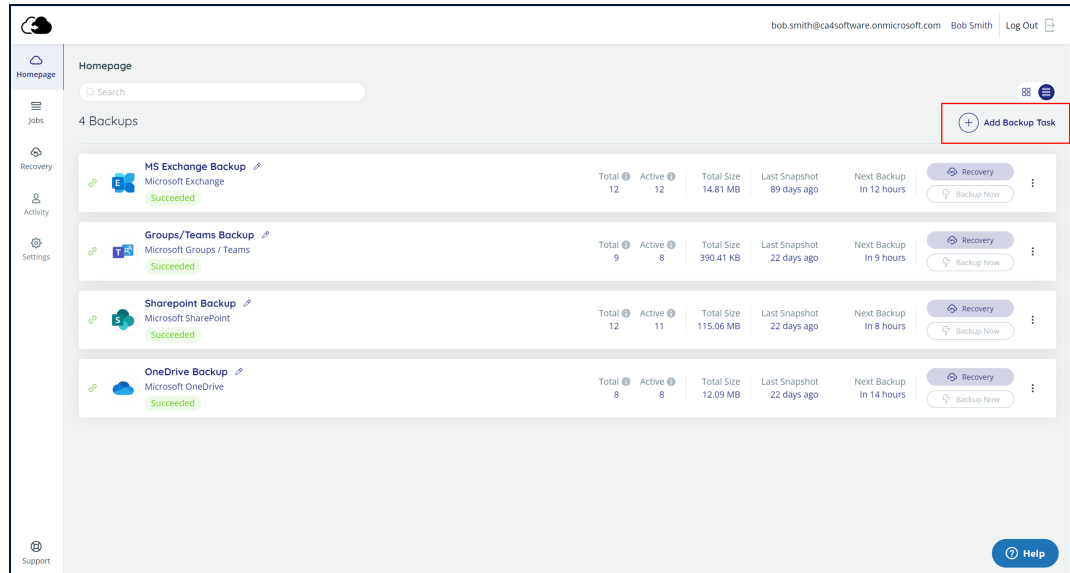 bob.smith@ca4software.onmicrosoft.com Bob Smith Log Out
Homepage
Jobs
Recovery
Activity
Settings
Support
Homepage
Search
4 Backups
Add Backup Task
MS Exchange Backup
Microsoft Exchange
Succeeded
Total Active Total Size Last Snapshot Next Backup
12 12 14.81 MB 89 days ago In 12 hours
Recovery
Backup Now
Groups/Teams Backup
Microsoft Groups / Teams
Succeeded
Total Active Total Size Last Snapshot Next Backup
9 8 390.41 KB 22 days ago In 9 hours
Recovery
Backup Now
Sharepoint Backup
Microsoft SharePoint
Succeeded
Total Active Total Size Last Snapshot Next Backup
12 11 115.06 MB 22 days ago In 8 hours
Recovery
Backup Now
OneDrive Backup
Microsoft OneDrive
Succeeded
Total Active Total Size Last Snapshot Next Backup
8 8 12.09 MB 22 days ago In 14 hours
Recovery
Backup Now
Help